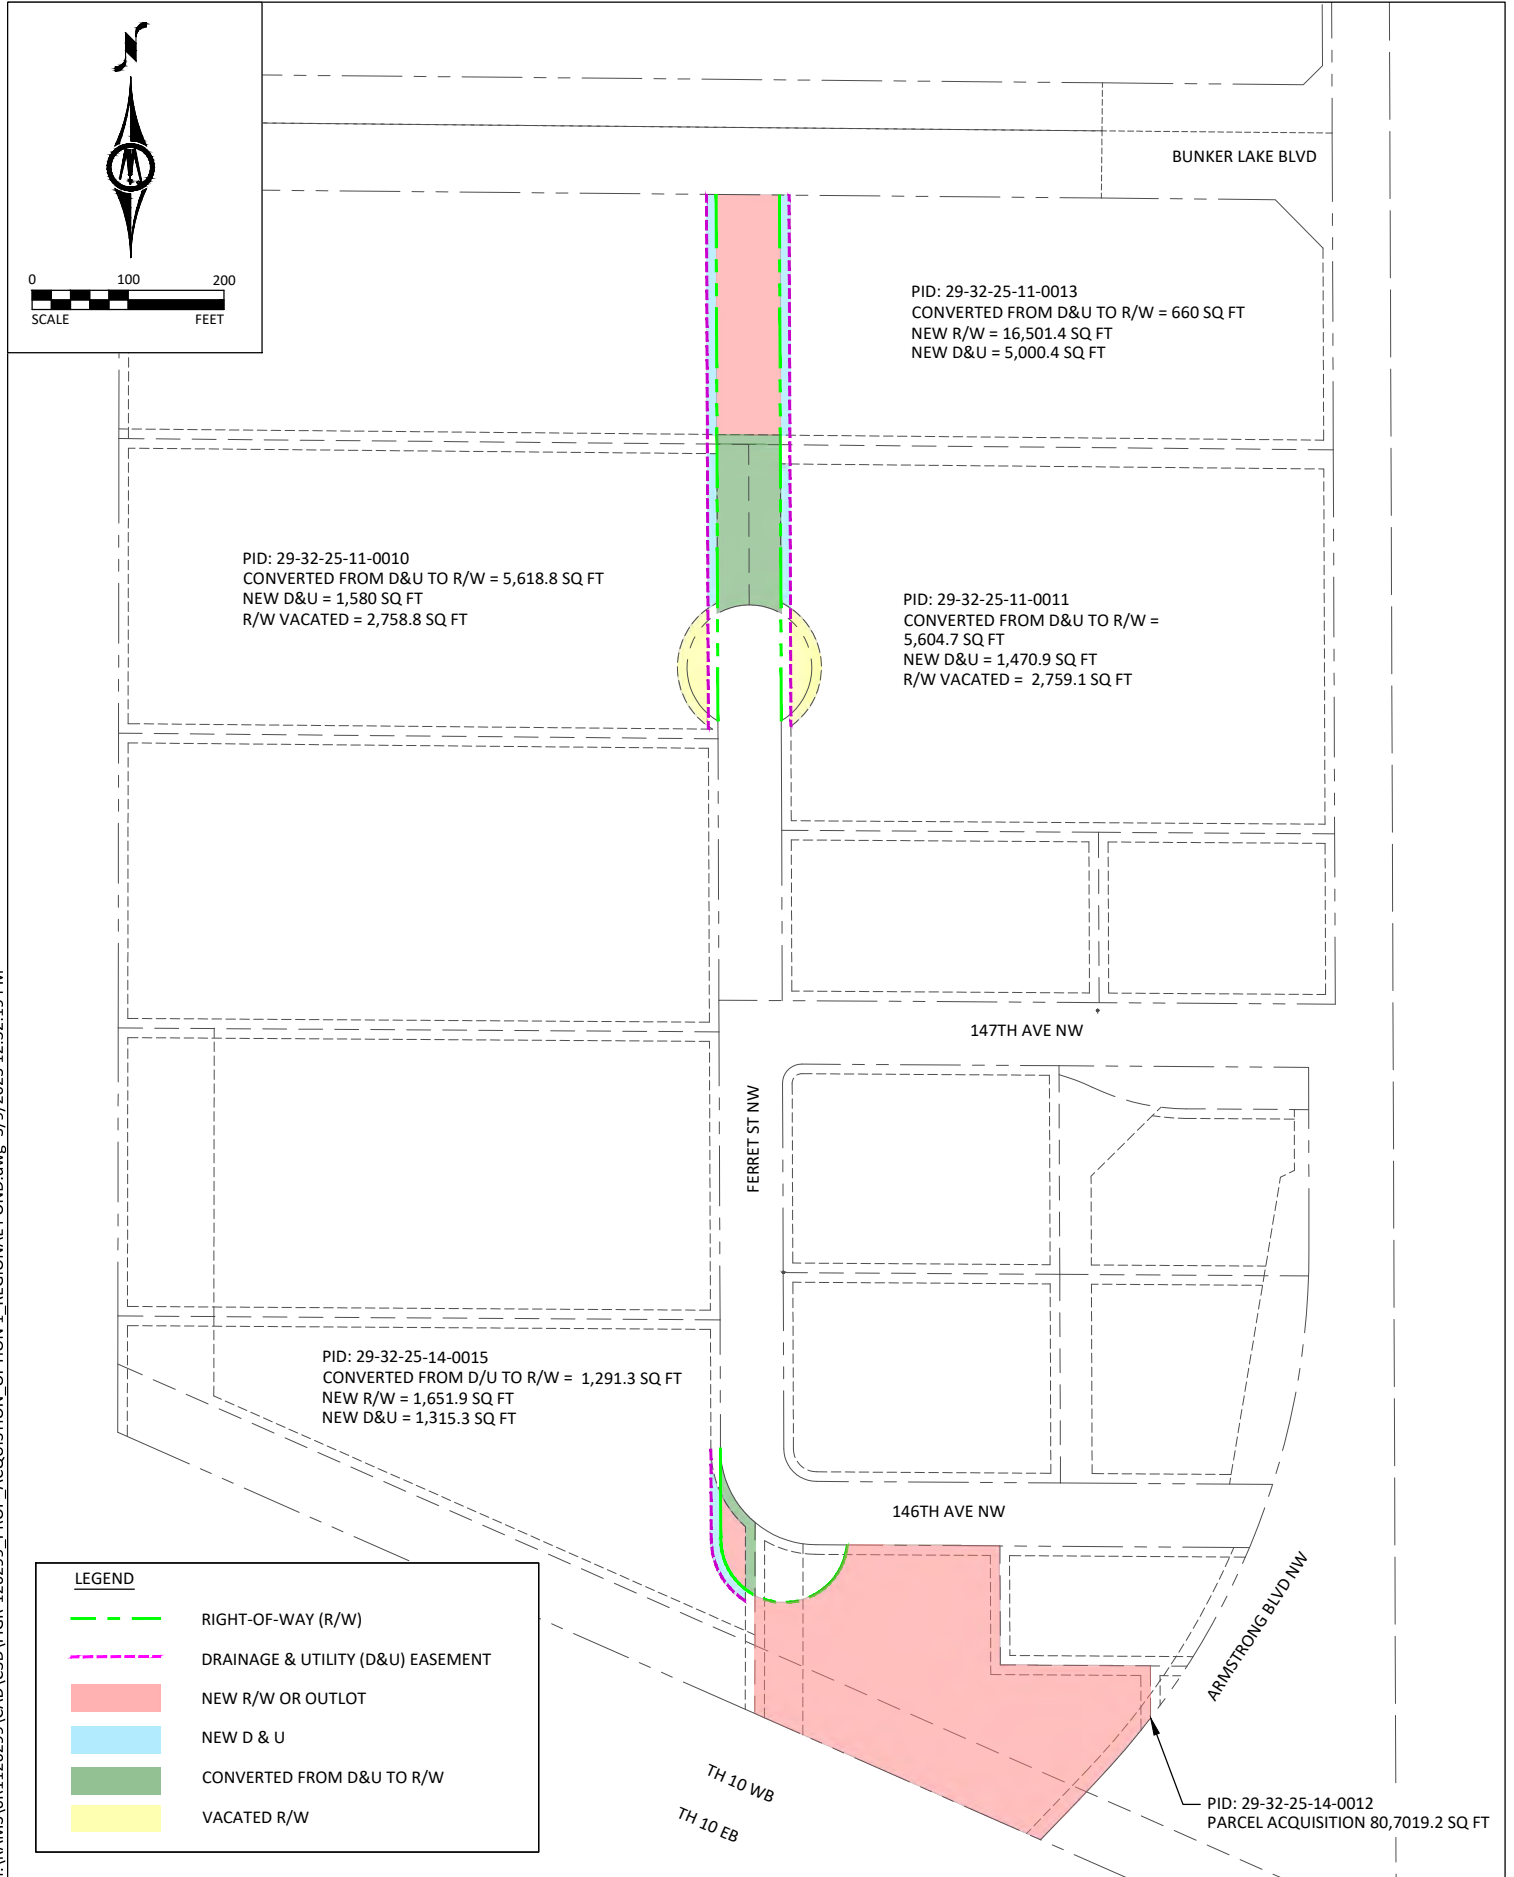 N
0 100 200
SCALE FEET
BUNKER LAKE BLVD
PID: 29-32-25-11-0013
CONVERTED FROM D&U TO R/W = 660 SQ FT
NEW R/W = 16,501.4 SQ FT
NEW D&U = 5,000.4 SQ FT
PID: 29-32-25-11-0010
CONVERTED FROM D&U TO R/W = 5,618.8 SQ FT
NEW D&U = 1,580 SQ FT
R/W VACATED = 2,758.8 SQ FT
PID: 29-32-25-11-0011
CONVERTED FROM D&U TO R/W =
5,604.7 SQ FT
NEW D&U = 1,470.9 SQ FT
R/W VACATED = 2,759.1 SQ FT
147TH AVE NW
FERRET ST NW
PID: 29-32-25-14-0015
CONVERTED FROM D/U TO R/W = 1,291.3 SQ FT
NEW R/W = 1,651.9 SQ FT
NEW D&U = 1,315.3 SQ FT
146TH AVE NW
ARMSTRONG BLVD NW
LEGEND
RIGHT-OF-WAY (R/W)
DRAINAGE & UTILITY (D&U) EASEMENT
NEW R/W OR OUTLOT
NEW D & U
CONVERTED FROM D&U TO R/W
VACATED R/W
TH 10 WB
TH 10 EB
PID: 29-32-25-14-0012
PARCEL ACQUISITION 80,7019.2 SQ FT